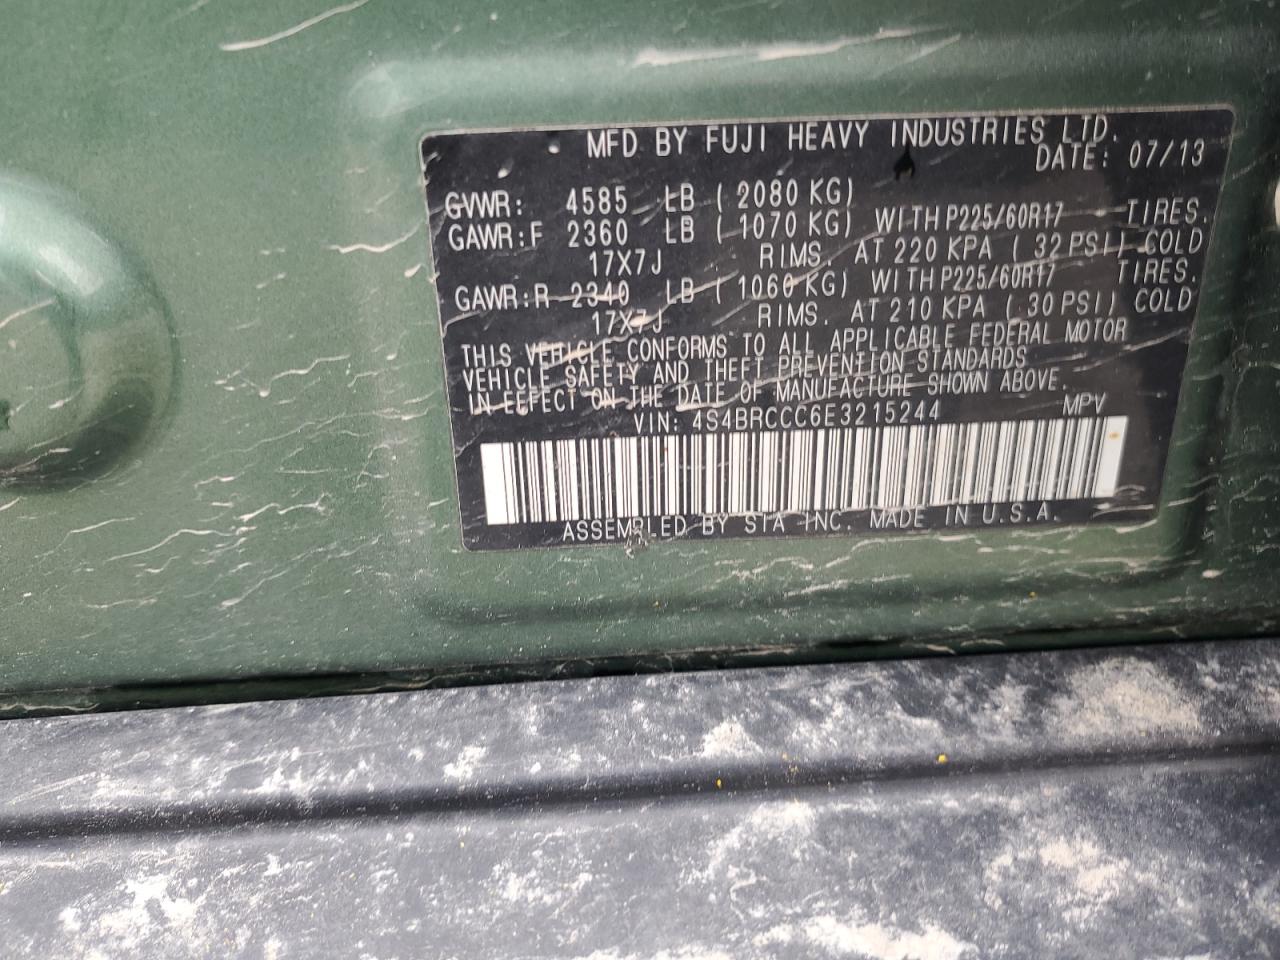 MFD BY FUJI HEAVY INDUSTRIES LTD.
DATE: 07/13
GVWR: 4585 LB ( 2080 KG)
GAWR:F 2360 LB ( 1070 KG) WITH P225/60R17 TIRES.
17X7J RIMS. AT 220 KPA ( 32 PSI) COLD
GAWR:R 2340 LB ( 1060 KG) WITH P225/60R17 TIRES.
17X7J RIMS. AT 210 KPA ( 30 PSI) COLD
THIS VEHICLE CONFORMS TO ALL APPLICABLE FEDERAL MOTOR
VEHICLE SAFETY AND THEFT PREVENTION STANDARDS
IN EFFECT ON THE DATE OF MANUFACTURE SHOWN ABOVE.
VIN: 4S4BRCCC6E3215244 MPV
ASSEMBLED BY SIA INC. MADE IN U.S.A.